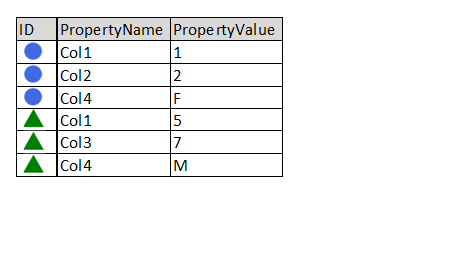 ID PropertyName PropertyValue
Col1 1
Col2 2
Col4 F
Col1 5
Col3 7
Col4 M